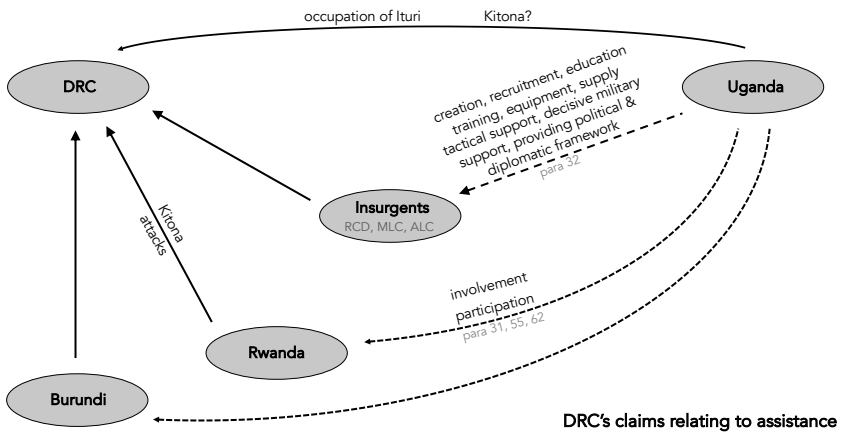 occupation of Ituri Kitona?
DRC
Uganda
creation, recruitment, education
training, equipment, supply
tactical support, decisive military
support, providing political &
diplomatic framework
para 32
Insurgents
RCD, MLC, ALC
Kitona
attacks
involvement
participation
para 31, 55, 62
Rwanda
Burundi
DRC's claims relating to assistance